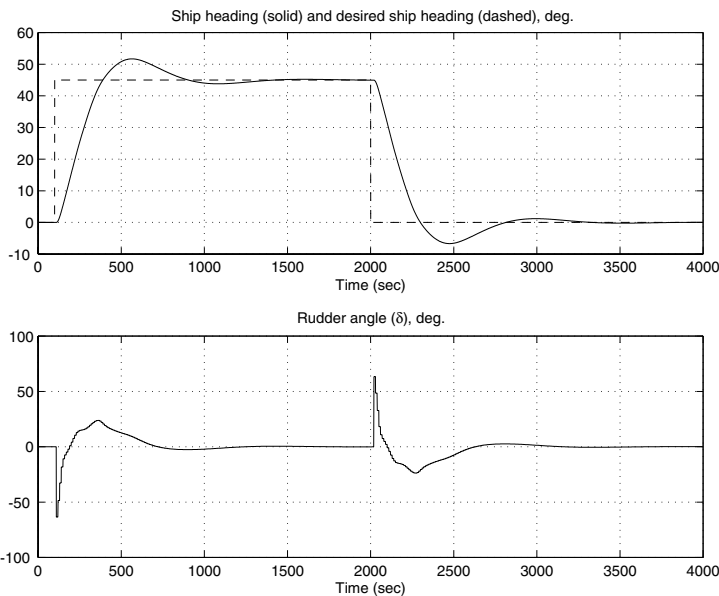 Ship heading (solid) and desired ship heading (dashed), deg.
60
50
40
30
20
10
0
-10
0 500 1000 1500 2000 2500 3000 3500 4000
Time (sec)
Rudder angle (δ), deg.
100
50
0
-50
-100
0 500 1000 1500 2000 2500 3000 3500 4000
Time (sec)